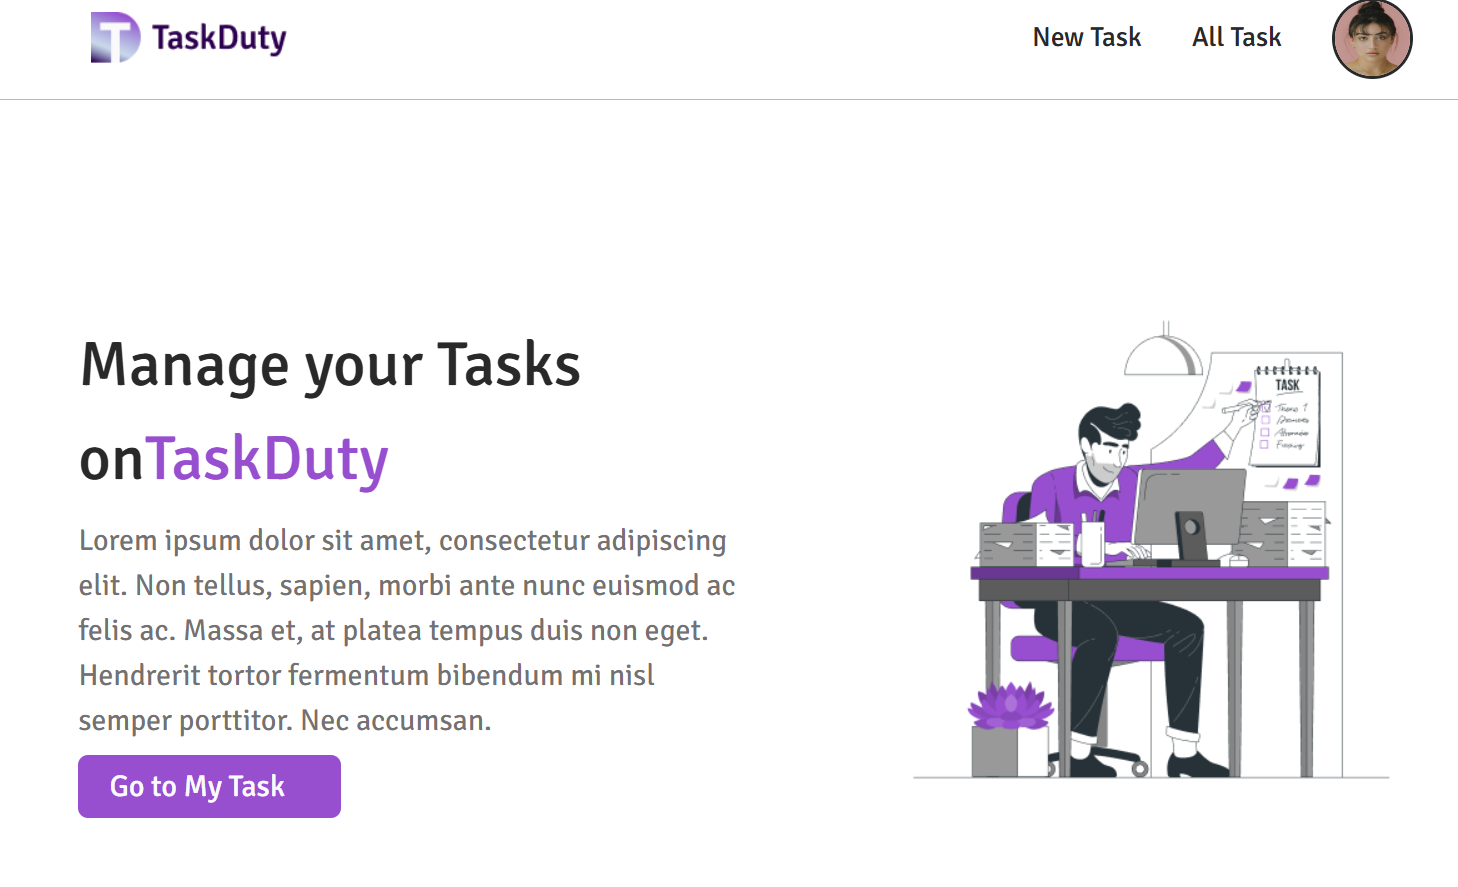 TaskDuty
New Task
All Task
Manage your Tasks
onTaskDuty
Lorem ipsum dolor sit amet, consectetur adipiscing
elit. Non tellus, sapien, morbi ante nunc euismod ac
felis ac. Massa et, at platea tempus duis non eget.
Hendrerit tortor fermentum bibendum mi nisl
semper porttitor. Nec accumsan.
Go to My Task
TASK